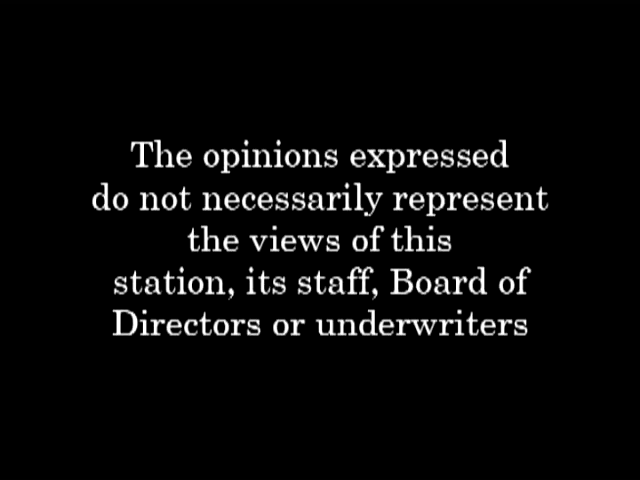 The opinions expressed
do not necessarily represent
the views of this
station, its staff, Board of
Directors or underwriters